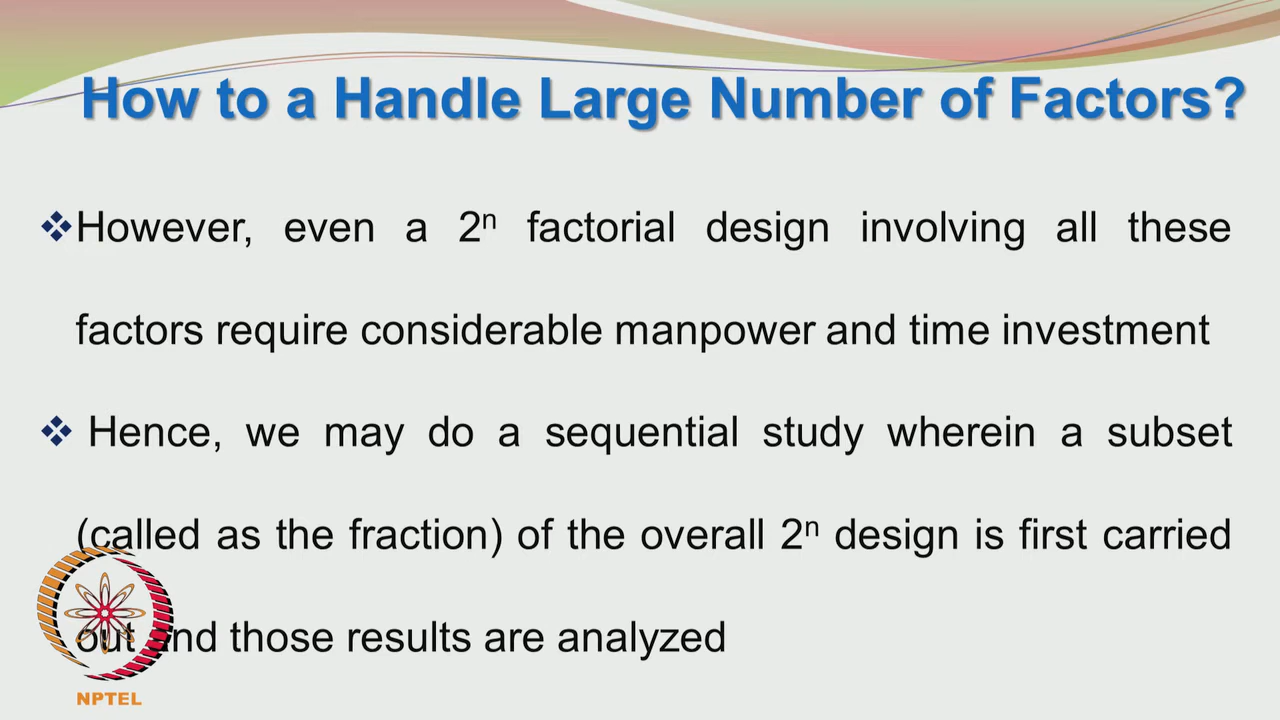 How to a Handle Large Number of Factors?
❖However, even a 2ⁿ factorial design involving all these
factors require considerable manpower and time investment
❖ Hence, we may do a sequential study wherein a subset
(called as the fraction) of the overall 2ⁿ design is first carried
out and those results are analyzed
NPTEL